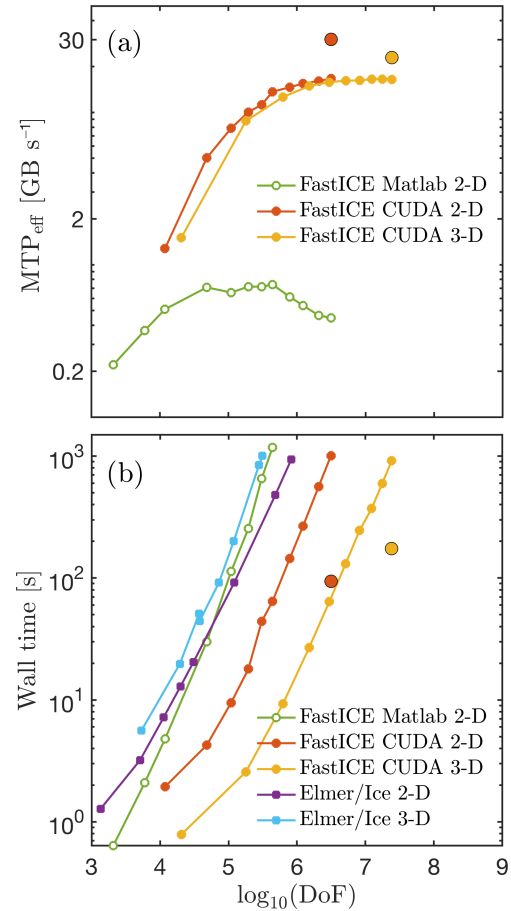 (a)
30
2
0.2
MTP_eff [GB s⁻¹]
FastICE Matlab 2-D
FastICE CUDA 2-D
FastICE CUDA 3-D
(b)
10³
10²
10¹
10⁰
Wall time [s]
FastICE Matlab 2-D
FastICE CUDA 2-D
FastICE CUDA 3-D
Elmer/Ice 2-D
Elmer/Ice 3-D
3 4 5 6 7 8 9
log₁₀(DoF)